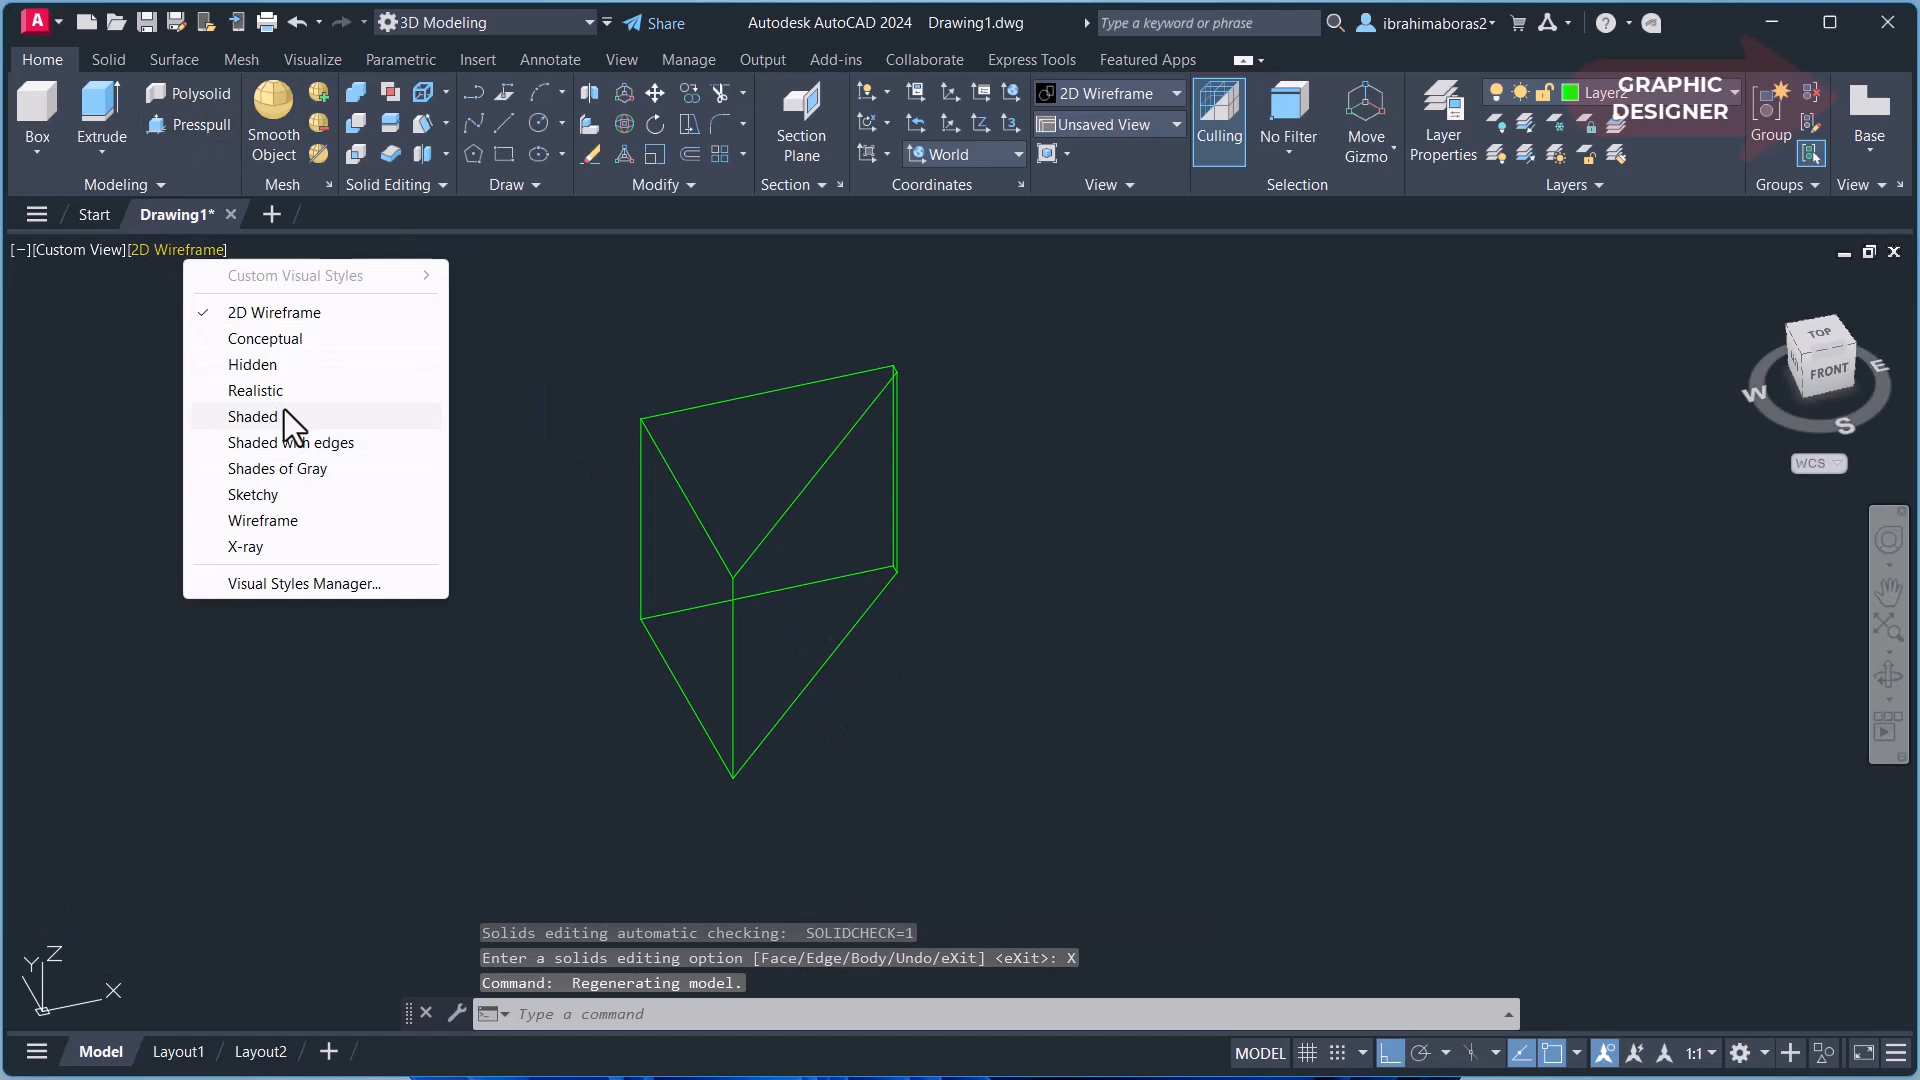 A
3D Modeling
Share
Autodesk AutoCAD 2024 Drawing1.dwg
Type a keyword or phrase
ibrahimaboras2
Home Solid Surface Mesh Visualize Parametric Insert Annotate View Manage Output Add-ins Collaborate Express Tools Featured Apps
Box
Extrude
Polysolid
Presspull
Smooth
Object
Section
Plane
World
2D Wireframe
Unsaved View
Culling
No Filter
Move
Gizmo
Layer
Properties
Layer2
GRAPHIC
DESIGNER
Group
Base
Modeling Mesh Solid Editing Draw Modify Section Coordinates View Selection Layers Groups View
Start Drawing1*
[−][Custom View][2D Wireframe]
Custom Visual Styles
2D Wireframe
Conceptual
Hidden
Realistic
Shaded
Shaded with edges
Shades of Gray
Sketchy
Wireframe
X-ray
Visual Styles Manager...
TOP
FRONT
W
E
S
WCS
Y Z
X
Solids editing automatic checking: SOLIDCHECK=1
Enter a solids editing option [Face/Edge/Body/Undo/eXit] <eXit>: X
Command: Regenerating model.
Type a command
Model Layout1 Layout2
MODEL
1:1